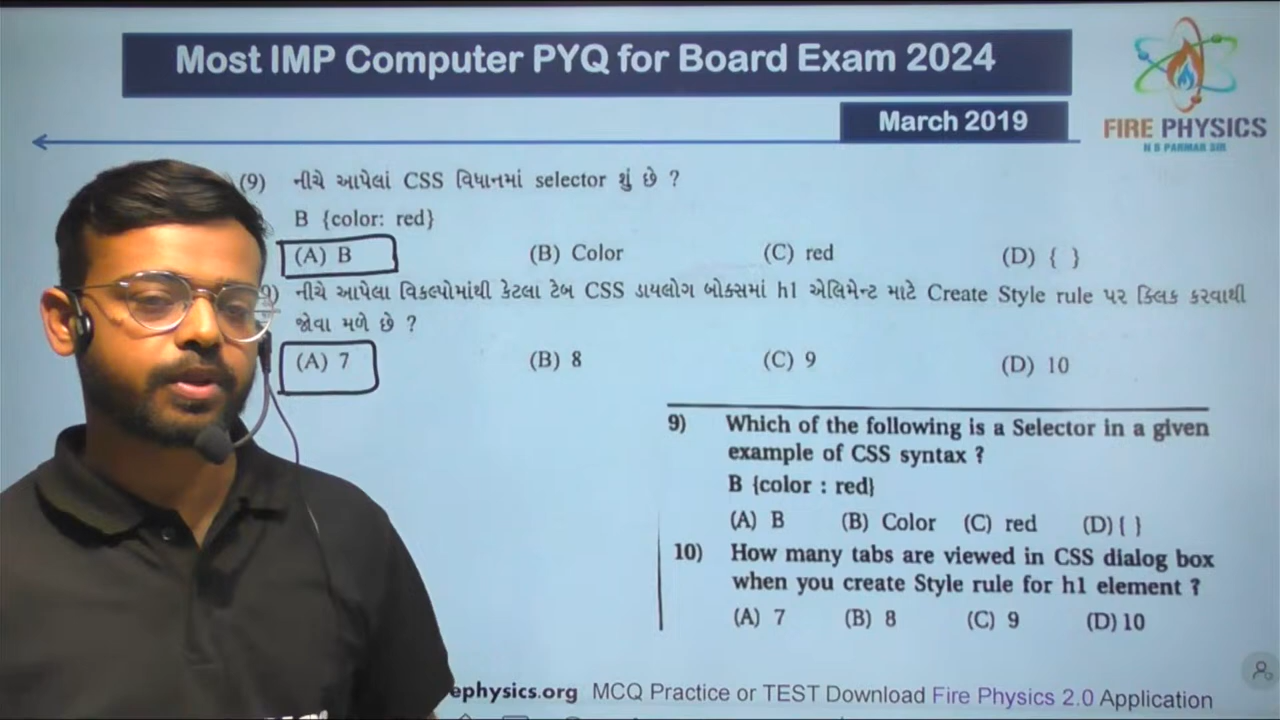 Most IMP Computer PYQ for Board Exam 2024
March 2019
FIRE PHYSICS
N B PARMAR SIR
(9) નીચે આપેલાં CSS વિધાનમાં selector શું છે ?
B {color: red}
(A) B (B) Color (C) red (D) { }
0) નીચે આપેલા વિકલ્પોમાંથી કેટલા ટેબ CSS ડાયલોગ બોક્સમાં h1 એલિમેન્ટ માટે Create Style rule પર ક્લિક કરવાથી
જોવા મળે છે ?
(A) 7 (B) 8 (C) 9 (D) 10
9) Which of the following is a Selector in a given
example of CSS syntax ?
B {color : red}
(A) B (B) Color (C) red (D) { }
10) How many tabs are viewed in CSS dialog box
when you create Style rule for h1 element ?
(A) 7 (B) 8 (C) 9 (D) 10
ephysics.org MCQ Practice or TEST Download Fire Physics 2.0 Application